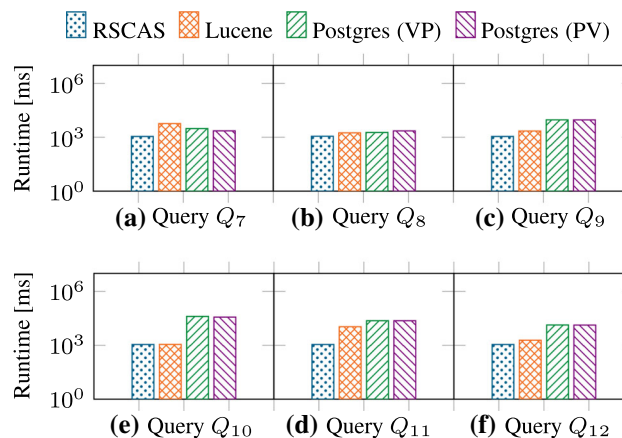 RSCAS Lucene Postgres (VP) Postgres (PV)
Runtime [ms]
10^6
10^3
10^0
(a) Query Q_7 (b) Query Q_8 (c) Query Q_9
Runtime [ms]
10^6
10^3
10^0
(e) Query Q_10 (d) Query Q_11 (f) Query Q_12